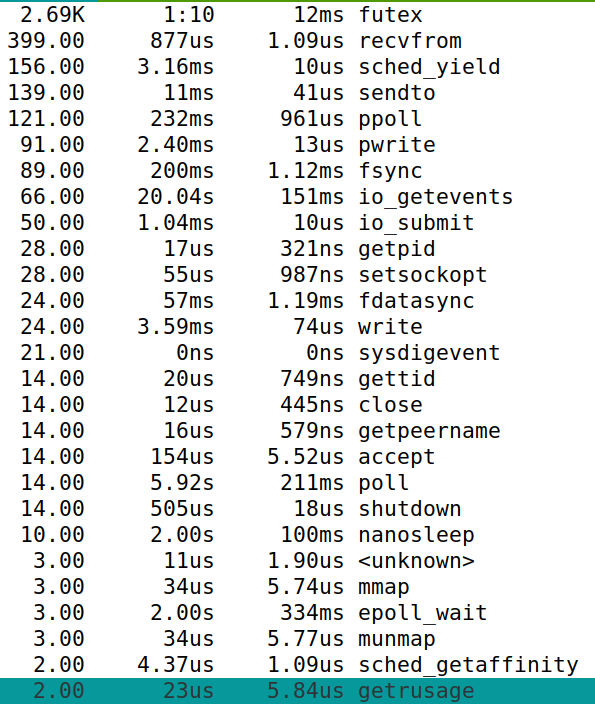 2.69K 1:10 12ms futex
399.00 877us 1.09us recvfrom
156.00 3.16ms 10us sched_yield
139.00 11ms 41us sendto
121.00 232ms 961us ppoll
91.00 2.40ms 13us pwrite
89.00 200ms 1.12ms fsync
66.00 20.04s 151ms io_getevents
50.00 1.04ms 10us io_submit
28.00 17us 321ns getpid
28.00 55us 987ns setsockopt
24.00 57ms 1.19ms fdatasync
24.00 3.59ms 74us write
21.00 0ns 0ns sysdigevent
14.00 20us 749ns gettid
14.00 12us 445ns close
14.00 16us 579ns getpeername
14.00 154us 5.52us accept
14.00 5.92s 211ms poll
14.00 505us 18us shutdown
10.00 2.00s 100ms nanosleep
3.00 11us 1.90us <unknown>
3.00 34us 5.74us mmap
3.00 2.00s 334ms epoll_wait
3.00 34us 5.77us munmap
2.00 4.37us 1.09us sched_getaffinity
2.00 23us 5.84us getrusage